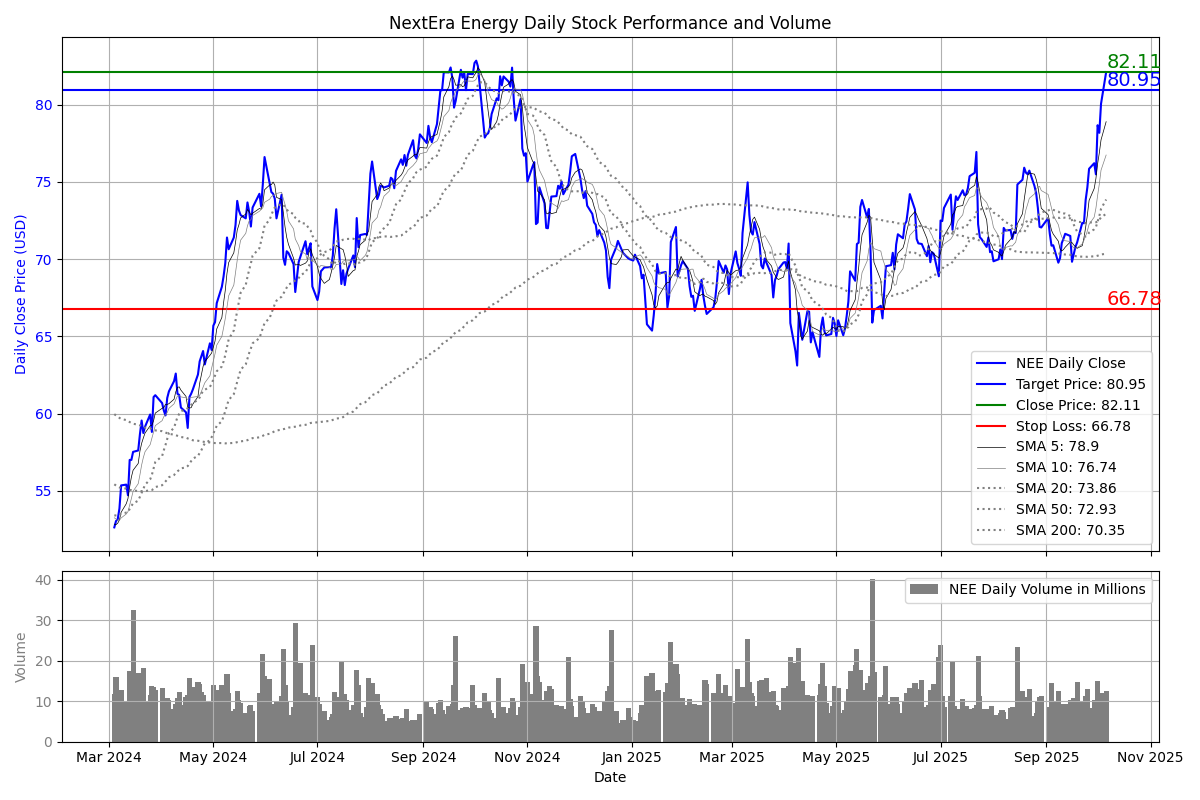 NextEra Energy Daily Stock Performance and Volume
82.11
80.95
66.78
Daily Close Price (USD)
80
75
70
65
60
55
NEE Daily Close
Target Price: 80.95
Close Price: 82.11
Stop Loss: 66.78
SMA 5: 78.9
SMA 10: 76.74
SMA 20: 73.86
SMA 50: 72.93
SMA 200: 70.35
Volume
40
30
20
10
0
NEE Daily Volume in Millions
Mar 2024 May 2024 Jul 2024 Sep 2024 Nov 2024 Jan 2025 Mar 2025 May 2025 Jul 2025 Sep 2025 Nov 2025
Date